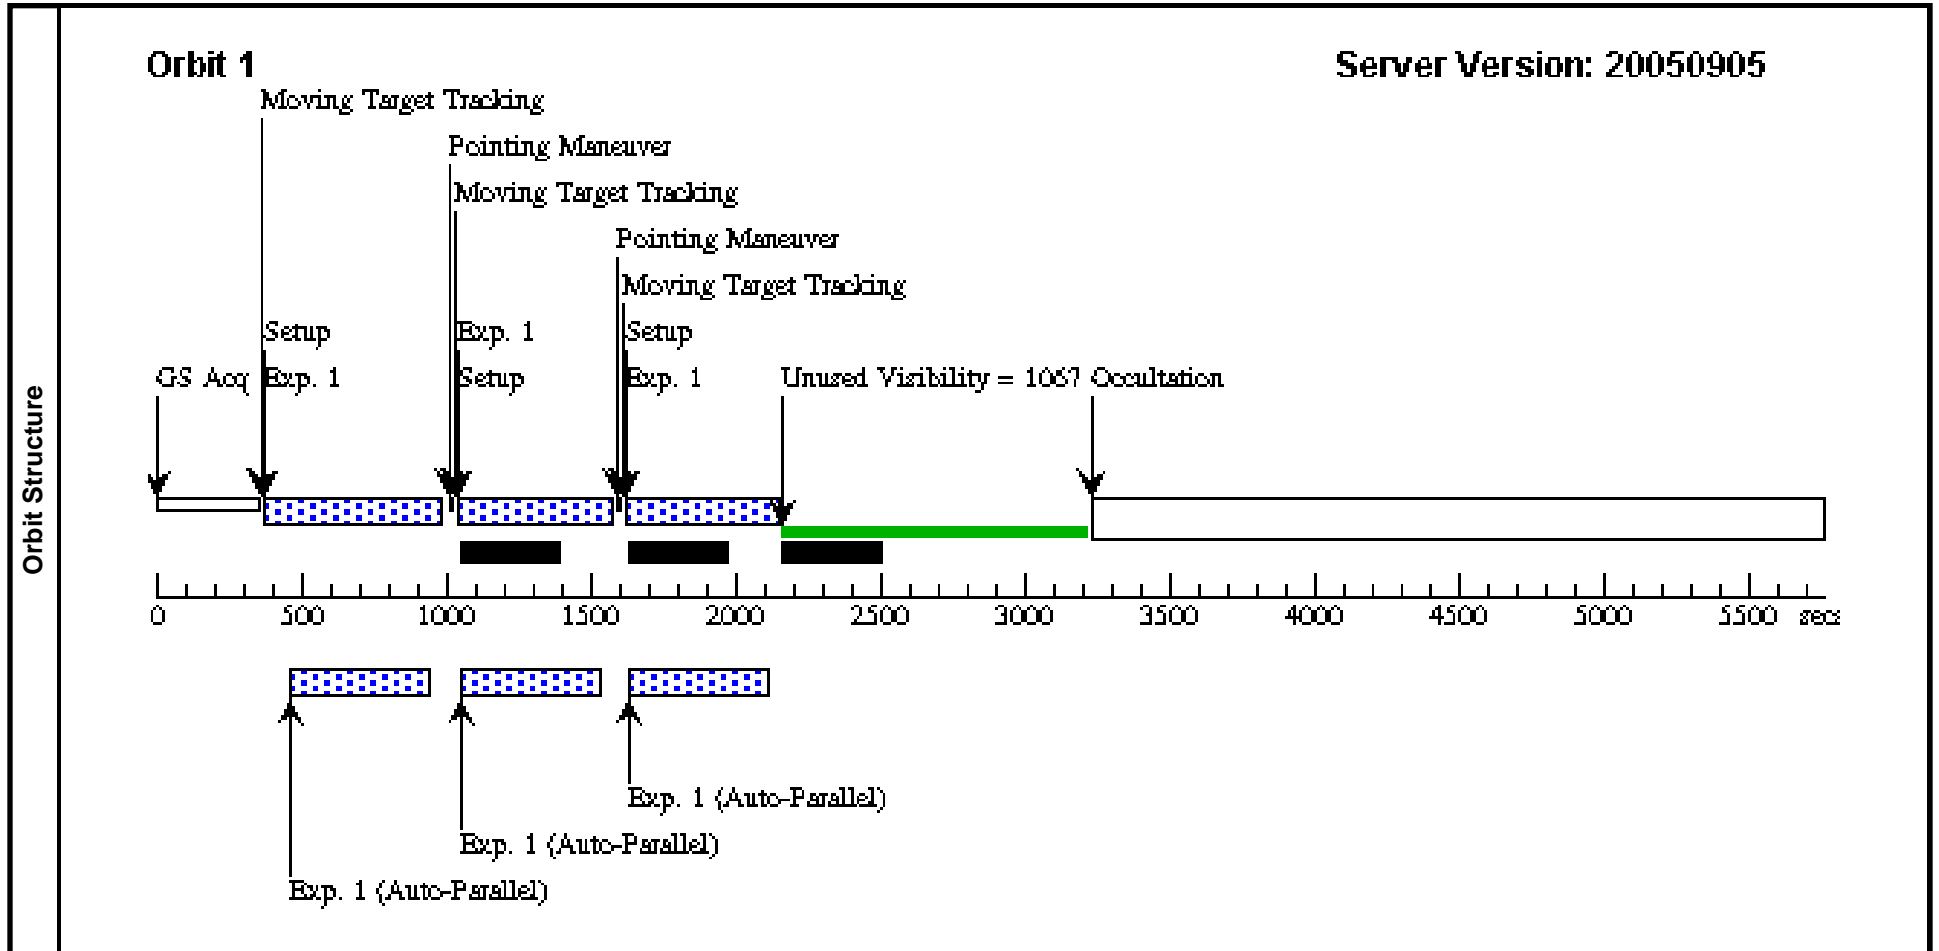 Orbit Structure
Orbit 1
Server Version: 20050905
Moving Target Tracking
Pointing Maneuver
Moving Target Tracking
Pointing Maneuver
Moving Target Tracking
Setup Exp. 1 Setup
GS Acq Exp. 1 Setup Exp. 1 Unused Visibility = 1067 Occultation
0 500 1000 1500 2000 2500 3000 3500 4000 4500 5000 5500 secs
Exp. 1 (Auto-Parallel)
Exp. 1 (Auto-Parallel)
Exp. 1 (Auto-Parallel)